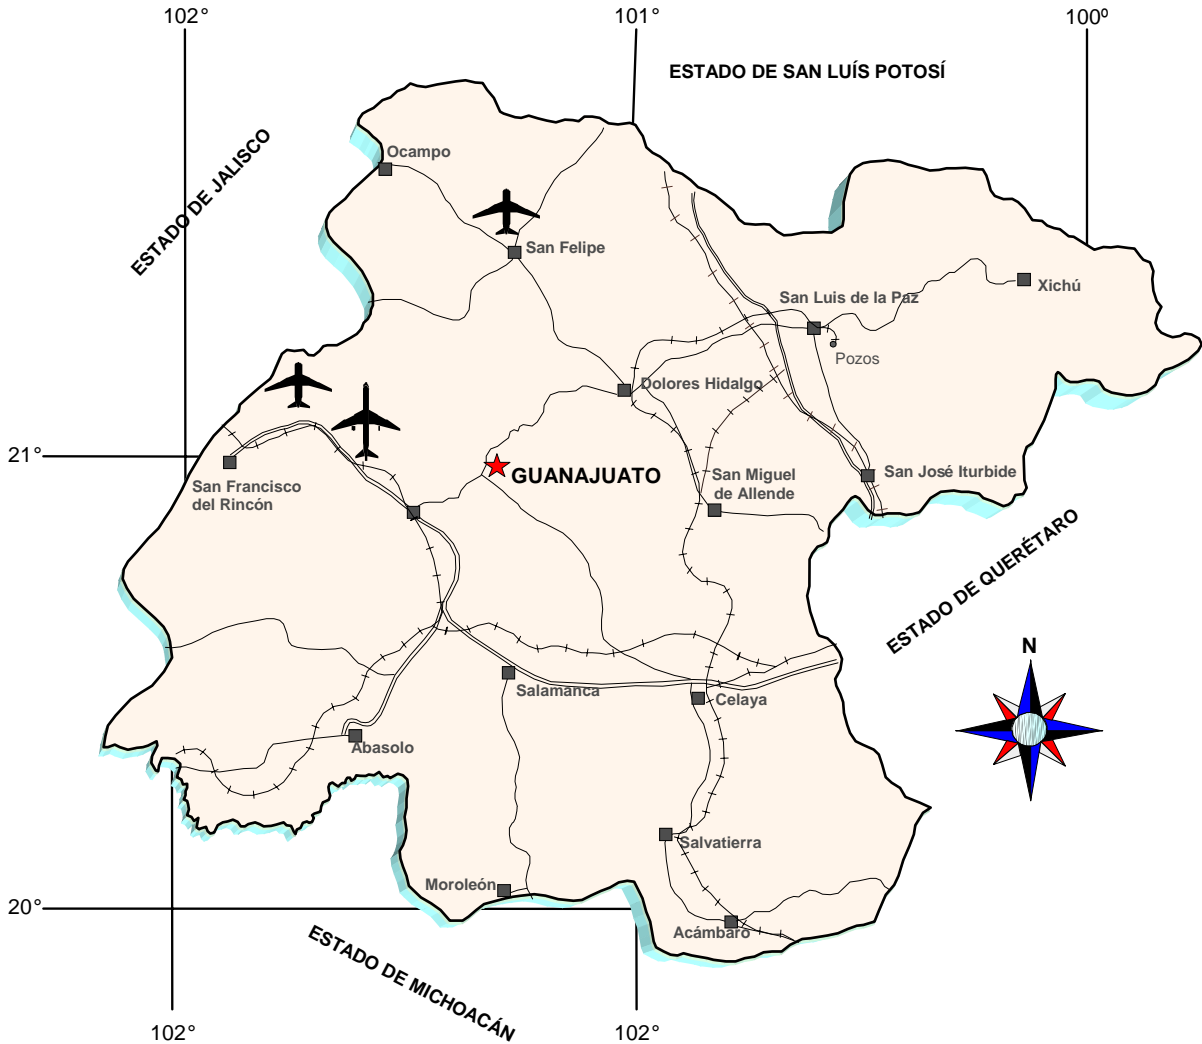 102°
101°
100º
ESTADO DE SAN LUÍS POTOSÍ
ESTADO DE JALISCO
Ocampo
San Felipe
Xichú
San Luis de la Paz
Pozos
Dolores Hidalgo
21°
GUANAJUATO
San Francisco
del Rincón
San Miguel
de Allende
San José Iturbide
ESTADO DE QUERÉTARO
N
Salamanca
Celaya
Abasolo
Salvatierra
Moroleón
20°
Acámbaro
ESTADO DE MICHOACÁN
102°
102°